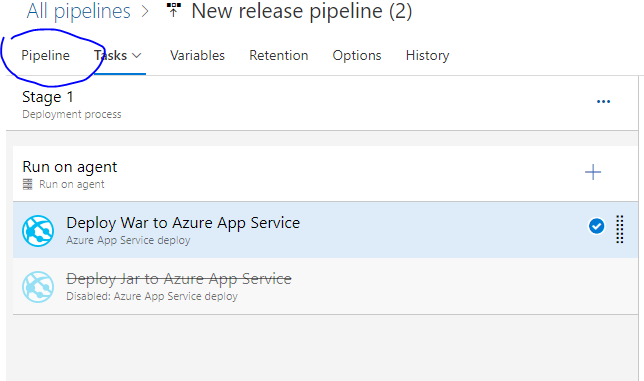 All pipelines > New release pipeline (2)
Pipeline Tasks Variables Retention Options History
Stage 1
Deployment process
Run on agent
Run on agent
Deploy War to Azure App Service
Azure App Service deploy
Deploy Jar to Azure App Service
Disabled: Azure App Service deploy